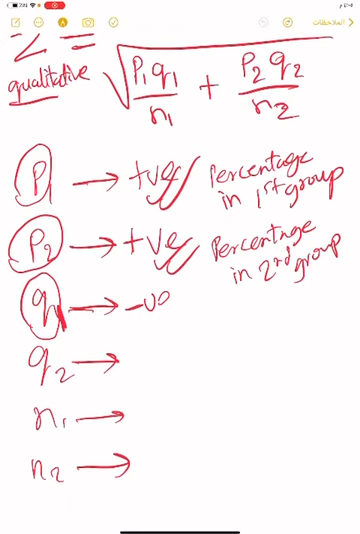 الملاحظات
Z =
qualitative √ P₁q₁ / n₁ + P₂q₂ / n₂
P₁ → +ve Percentage in 1st group
P₂ → +ve Percentage in 2nd group
q₁ → -ve
q₂ →
n₁ →
n₂ →